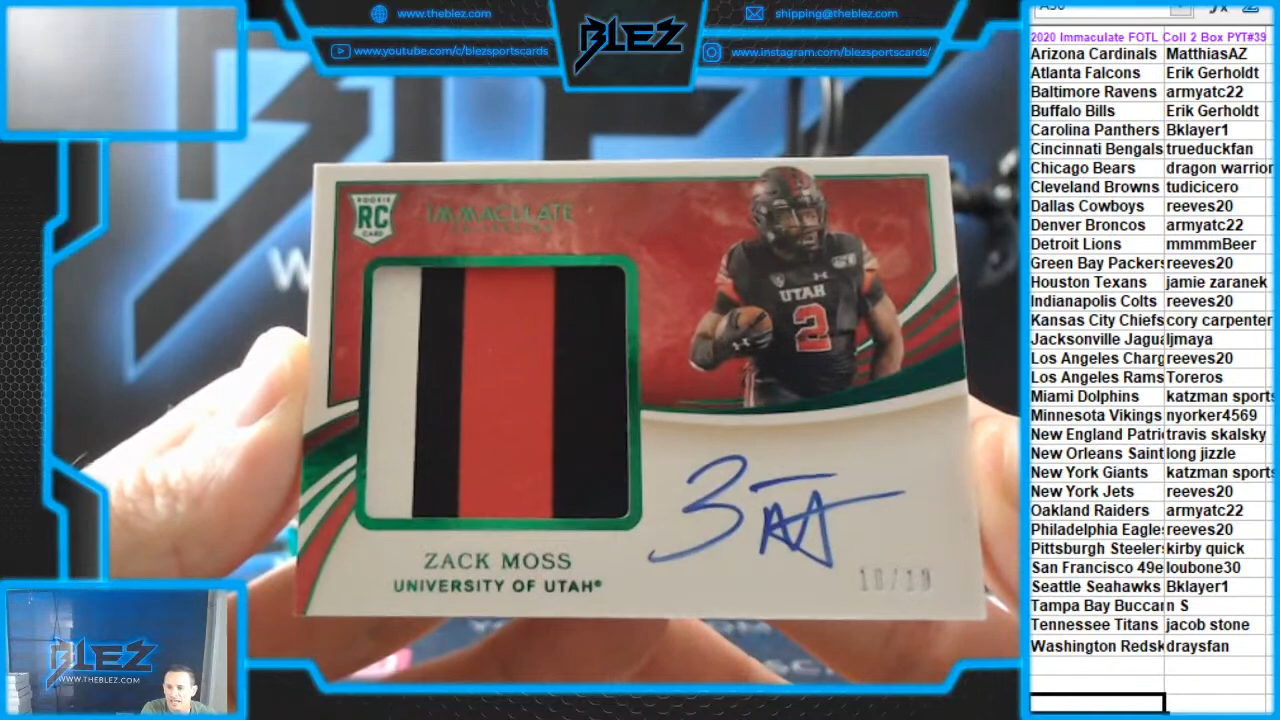 www.theblez.com
www.youtube.com/c/blezsportscards
BLEZ
shipping@theblez.com
www.instagram.com/blezsportscards/
ROOKIE
RC
CARD
IMMACULATE
COLLECTION
UTAH
2
ZACK MOSS
UNIVERSITY OF UTAH®
BLEZ
WWW.THEBLEZ.COM
2020 Immaculate FOTL Coll 2 Box PYT#39
Arizona Cardinals MatthiasAZ
Atlanta Falcons Erik Gerholdt
Baltimore Ravens armyatc22
Buffalo Bills Erik Gerholdt
Carolina Panthers Bklayer1
Cincinnati Bengals trueduckfan
Chicago Bears dragon warrior
Cleveland Browns tudicicero
Dallas Cowboys reeves20
Denver Broncos armyatc22
Detroit Lions mmmmBeer
Green Bay Packers reeves20
Houston Texans jamie zaranek
Indianapolis Colts reeves20
Kansas City Chiefs cory carpenter
Jacksonville Jagua ljmaya
Los Angeles Charg reeves20
Los Angeles Rams Toreros
Miami Dolphins katzman sports
Minnesota Vikings nyorker4569
New England Patri travis skalsky
New Orleans Saint long jizzle
New York Giants katzman sports
New York Jets reeves20
Oakland Raiders armyatc22
Philadelphia Eagles reeves20
Pittsburgh Steelers kirby quick
San Francisco 49e loubone30
Seattle Seahawks Bklayer1
Tampa Bay Buccan n S
Tennessee Titans jacob stone
Washington Redsk draysfan